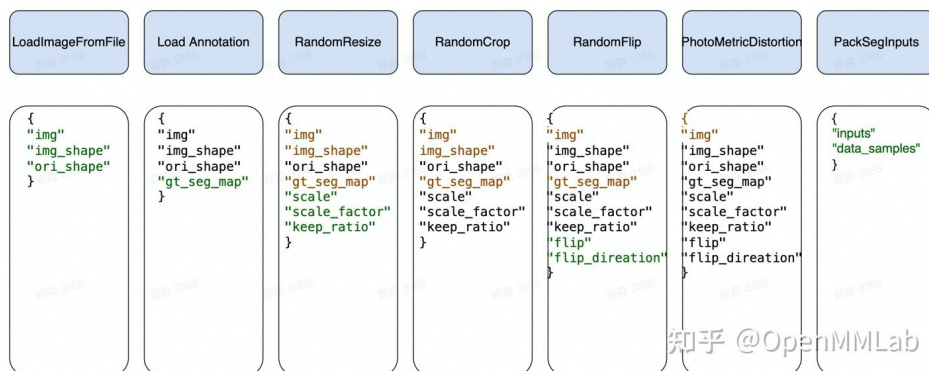 LoadImageFromFile
Load Annotation
RandomResize
RandomCrop
RandomFlip
PhotoMetricDistortion
PackSegInputs
{
"img"
"img_shape"
"ori_shape"
}
{
"img"
"img_shape"
"ori_shape"
"gt_seg_map"
}
{
"img"
"img_shape"
"ori_shape"
"gt_seg_map"
"scale"
"scale_factor"
"keep_ratio"
}
{
"img"
img_shape"
"ori_shape"
"gt_seg_map"
"scale"
"scale_factor"
"keep_ratio"
}
{
"img"
"img_shape"
"ori_shape"
"gt_seg_map"
"scale"
"scale_factor"
"keep_ratio"
"flip"
"flip_direation"
}
{
"img"
"img_shape"
"ori_shape"
"gt_seg_map"
"scale"
"scale_factor"
"keep_ratio"
"flip"
"flip_direation"
}
{
"inputs"
"data_samples"
}
知乎 @OpenMMLab